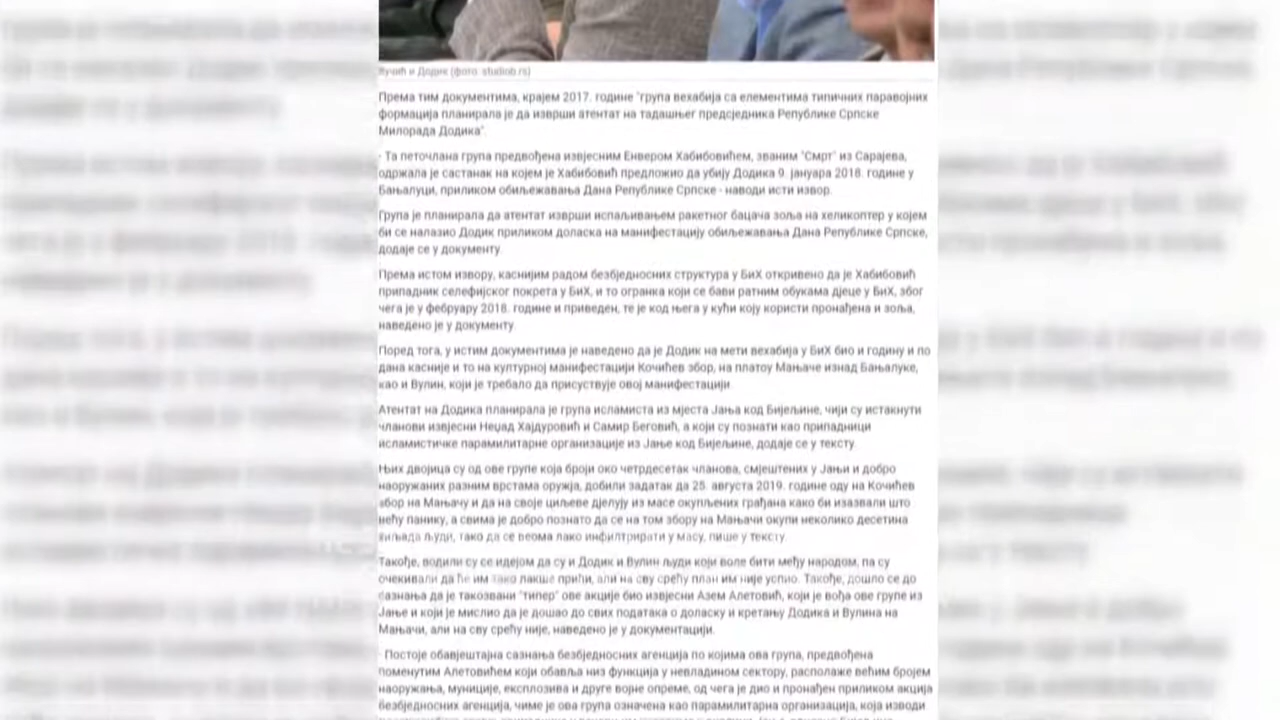 Вучић и Додик (фото: studiob.rs)
Према тим документима, крајем 2017. године "група вехабија са елементима типичних паравојних
формација планирала је да изврши атентат на тадашњег предсједника Републике Српске
Милорада Додика".
- Та петочлана група предвођена извјесним Енвером Хабибовићем, званим "Смрт" из Сарајева,
одржала је састанак на којем је Хабибовић предложио да убију Додика 9. јануара 2018. године у
Бањалуци, приликом обиљежавања Дана Републике Српске - наводи исти извор.
Група је планирала да атентат изврши испаљивањем ракетног бацача зоља на хеликоптер у којем
би се налазио Додик приликом доласка на манифестацију обиљежавања Дана Републике Српске,
додаје се у документу.
Према истом извору, каснијим радом безбједносних структура у БиХ откривено да је Хабибовић
припадник селефијског покрета у БиХ, и то огранка који се бави ратним обукама дјеце у БиХ, због
чега је у фебруару 2018. године и приведен, те је код њега у кући коју користи пронађена и зоља,
наведено је у документу.
Поред тога, у истим документима је наведено да је Додик на мети вехабија у БиХ био и годину и по
дана касније и то на културној манифестацији Кочићев збор, на платоу Мањаче изнад Бањалуке,
као и Вулин, који је требало да присуствује овој манифестацији.
Атентат на Додика планирала је група исламиста из мјеста Јања код Бијељине, чији су истакнути
чланови извјесни Неџад Хајдуровић и Самир Беговић, а који су познати као припадници
исламистичке парамилитарне организације из Јање код Бијељине, додаје се у тексту.
Њих двојица су од ове групе која броји око четрдесетак чланова, смјештених у Јањи и добро
наоружаних разним врстама оружја, добили задатак да 25. августа 2019. године оду на Кочићев
збор на Мањачу и да на своје циљеве дјелују из масе окупљених грађана како би изазвали што
већу панику, а свима је добро познато да се на том збору на Мањачи окупи неколико десетина
хиљада људи, тако да се веома лако инфилтрирати у масу, пише у тексту.
Такође, водили су се идејом да су и Додик и Вулин људи који воле бити међу народом, па су
очекивали да ће им тако лакше прићи, али на сву срећу план им није успио. Такође, дошло се до
сазнања да је такозвани "типер" ове акције био извјесни Азем Алетовић, који је вођа ове групе из
Јање и који је мислио да је дошао до свих података о доласку и кретању Додика и Вулина на
Мањачи, али на сву срећу није, наведено је у документацији.
- Постоје обавјештајна сазнања безбједносних агенција по којима ова група, предвођена
поменутим Алетовићем који обавља низ функција у невладином сектору, располаже већим бројем
наоружања, муниције, експлозива и друге војне опреме, од чега је дио и пронађен приликом акција
безбједносних агенција, чиме је ова група означена као парамилитарна организација, која изводи